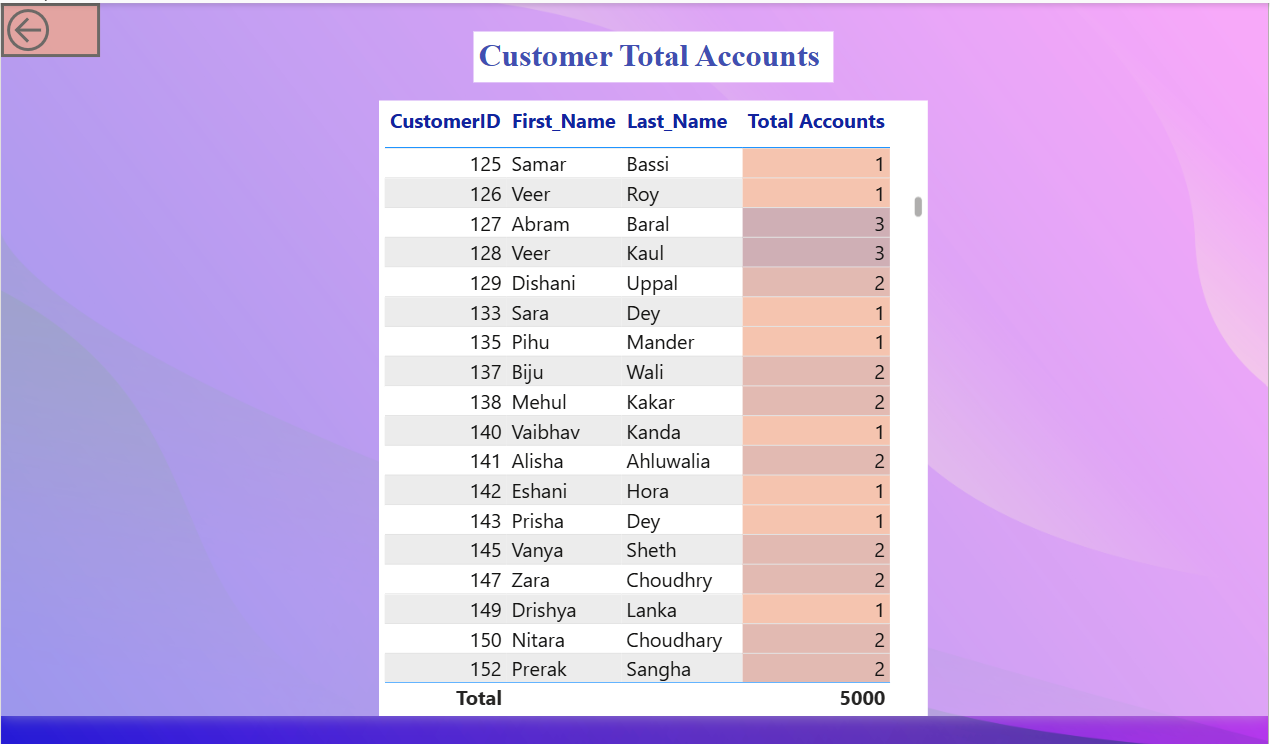 Customer Total Accounts
CustomerID First_Name Last_Name Total Accounts
125 Samar Bassi 1
126 Veer Roy 1
127 Abram Baral 3
128 Veer Kaul 3
129 Dishani Uppal 2
133 Sara Dey 1
135 Pihu Mander 1
137 Biju Wali 2
138 Mehul Kakar 2
140 Vaibhav Kanda 1
141 Alisha Ahluwalia 2
142 Eshani Hora 1
143 Prisha Dey 1
145 Vanya Sheth 2
147 Zara Choudhry 2
149 Drishya Lanka 1
150 Nitara Choudhary 2
152 Prerak Sangha 2
Total 5000